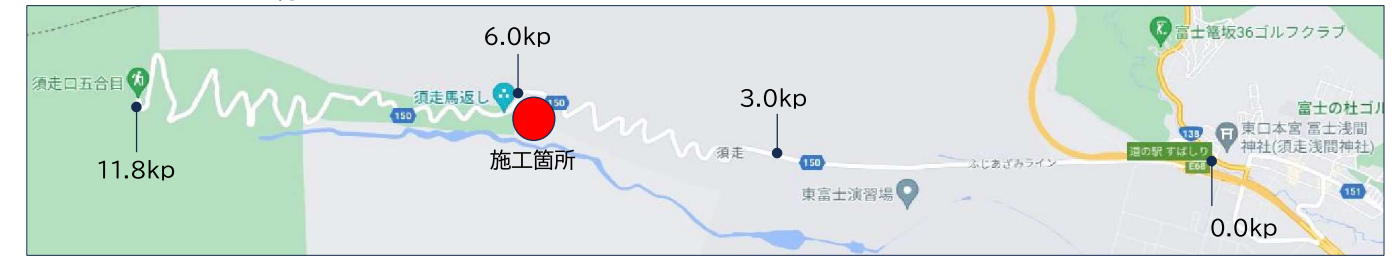 6.0kp
須走口五合目
須走馬返し
150
150
3.0kp
富士篭坂36ゴルフクラブ
富士の杜ゴル
138
東口本宮 冨士浅間
神社(須走浅間神社)
道の駅 すばしり
E68
11.8kp
施工箇所
須走
150
ふじあざみライン
東富士演習場
151
0.0kp